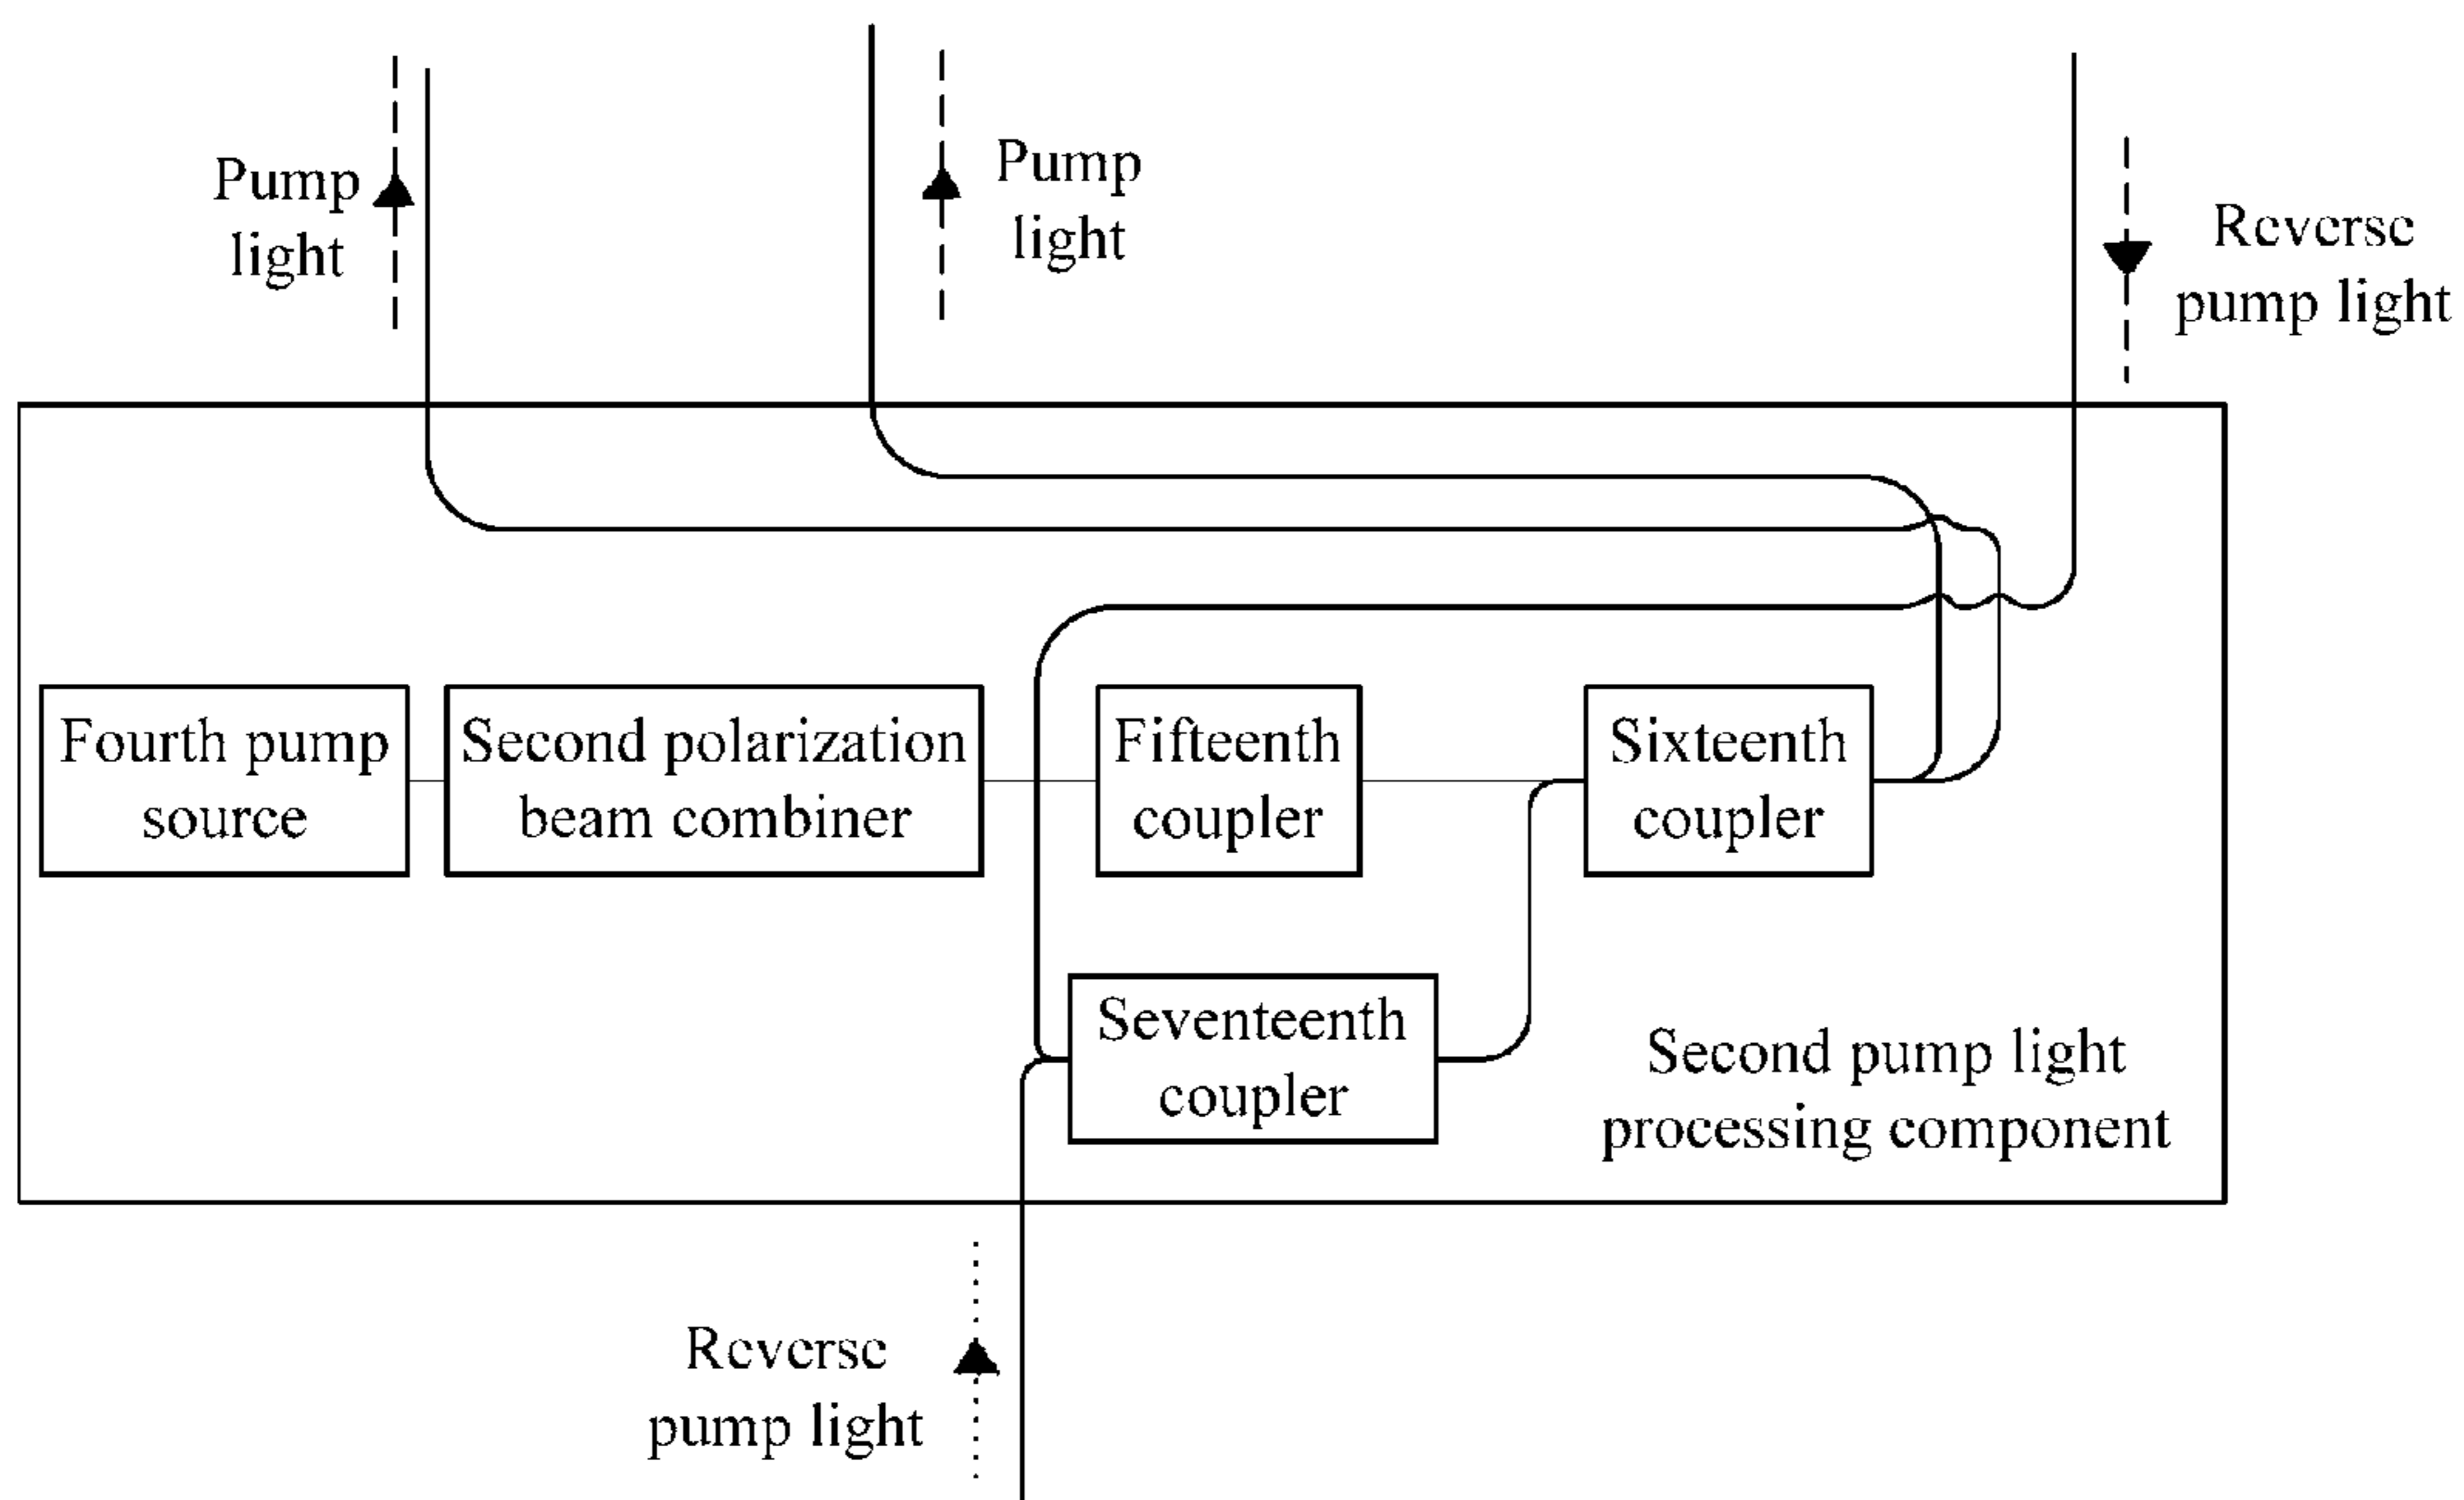 Pump
light
Pump
light
Reverse
pump light
Fourth pump
source
Second polarization
beam combiner
Fifteenth
coupler
Sixteenth
coupler
Seventeenth
coupler
Second pump light
processing component
Reverse
pump light